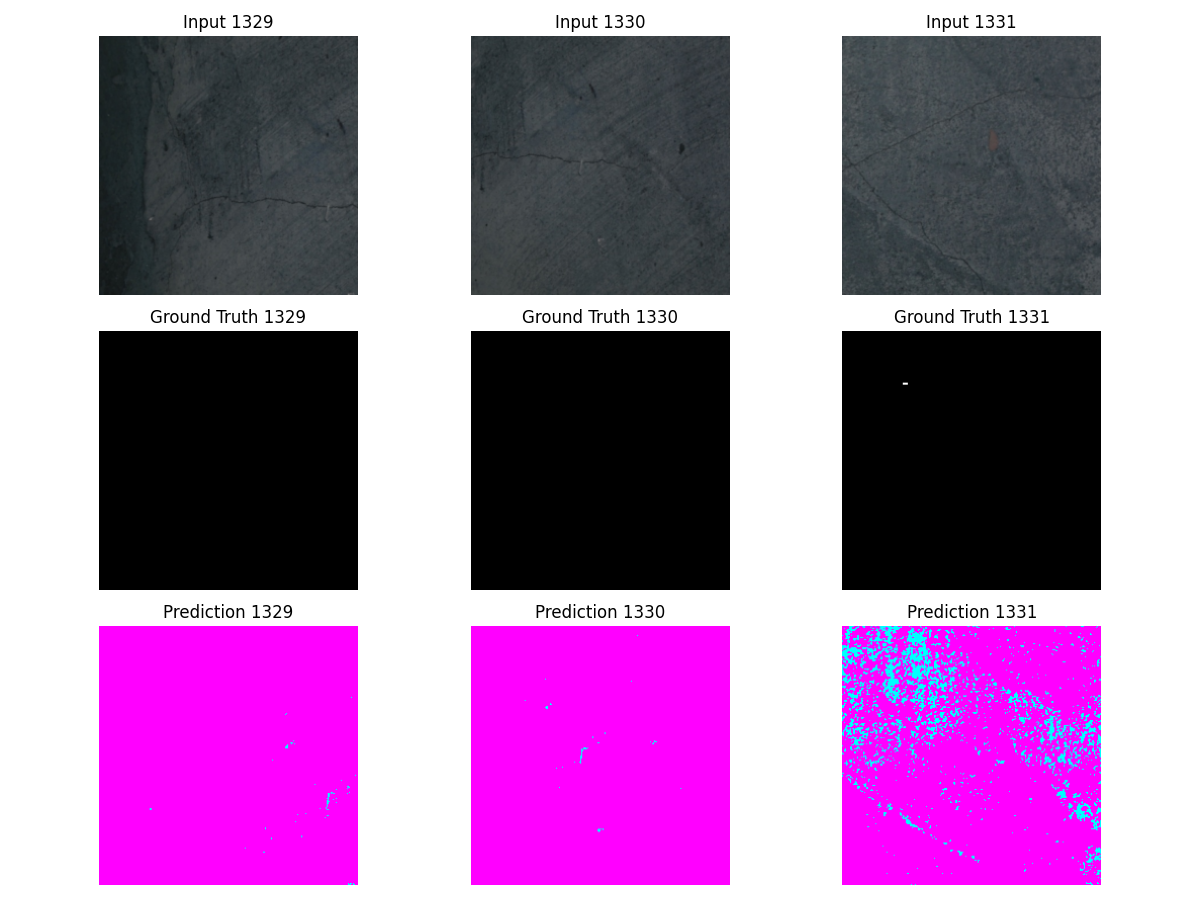 Input 1329
Input 1330
Input 1331
Ground Truth 1329
Ground Truth 1330
Ground Truth 1331
Prediction 1329
Prediction 1330
Prediction 1331